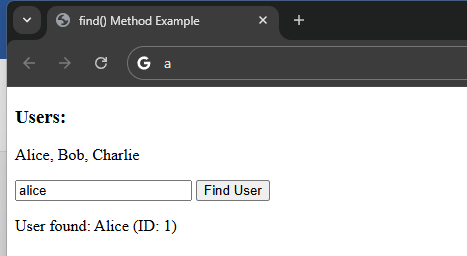 find() Method Example
a
Users:
Alice, Bob, Charlie
alice Find User
User found: Alice (ID: 1)